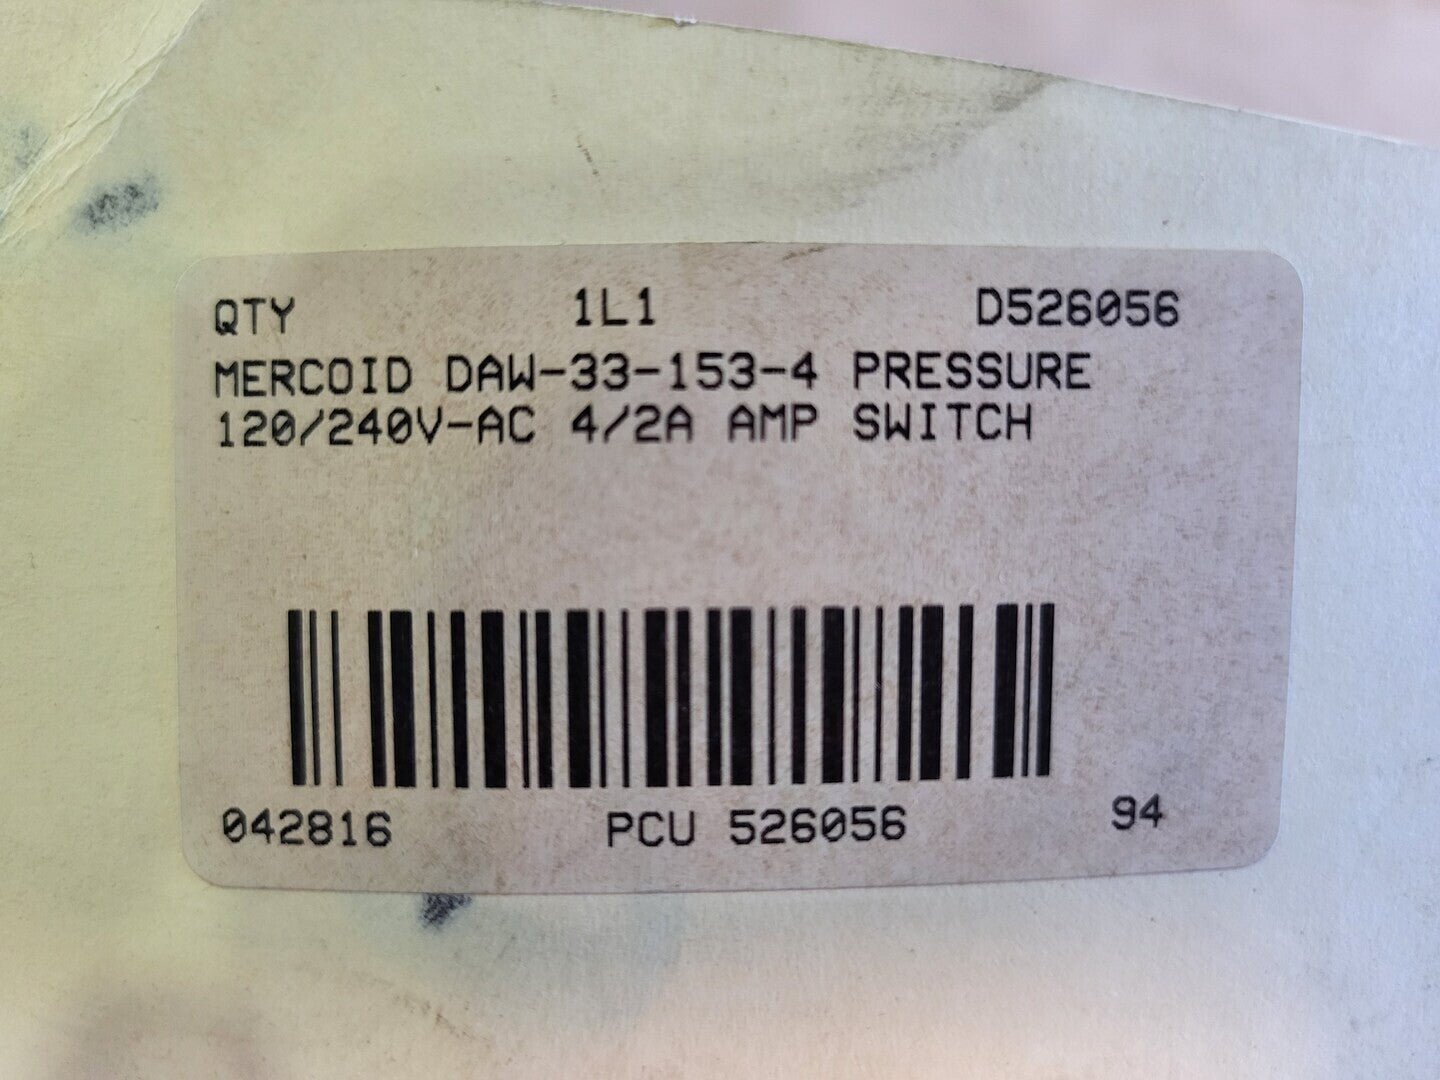 QTY 1L1 D526056
MERCOID DAW-33-153-4 PRESSURE
120/240V-AC 4/2A AMP SWITCH
042816 PCU 526056 94